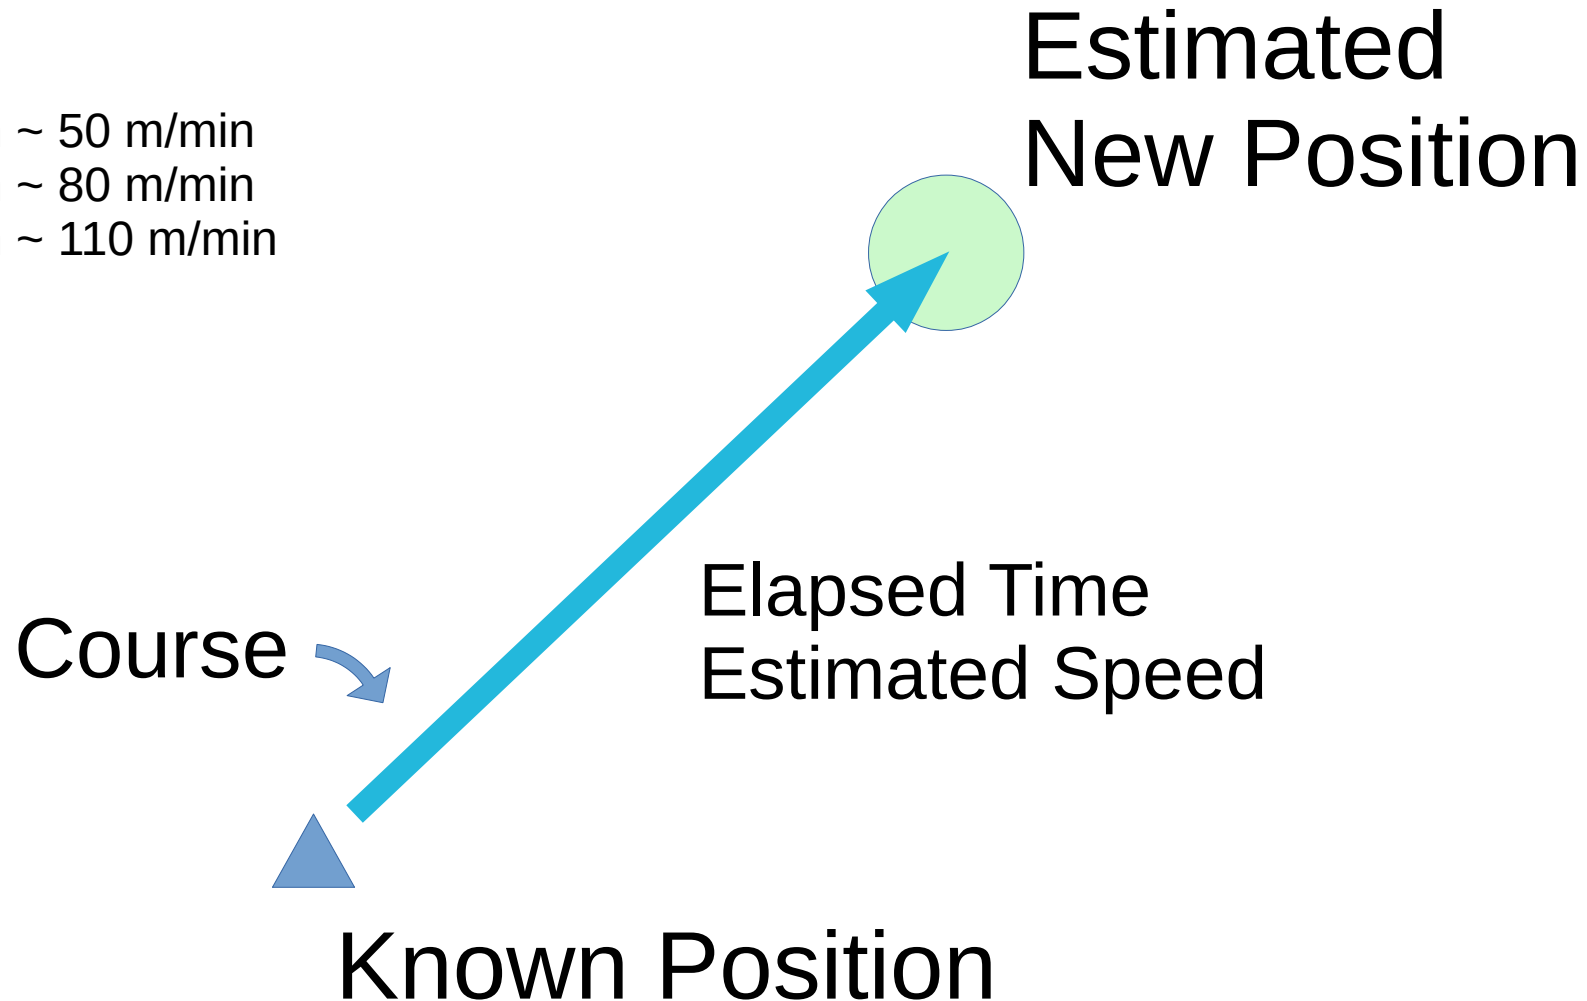 Estimated
New Position
~ 50 m/min
~ 80 m/min
~ 110 m/min
Elapsed Time
Estimated Speed
Course
Known Position